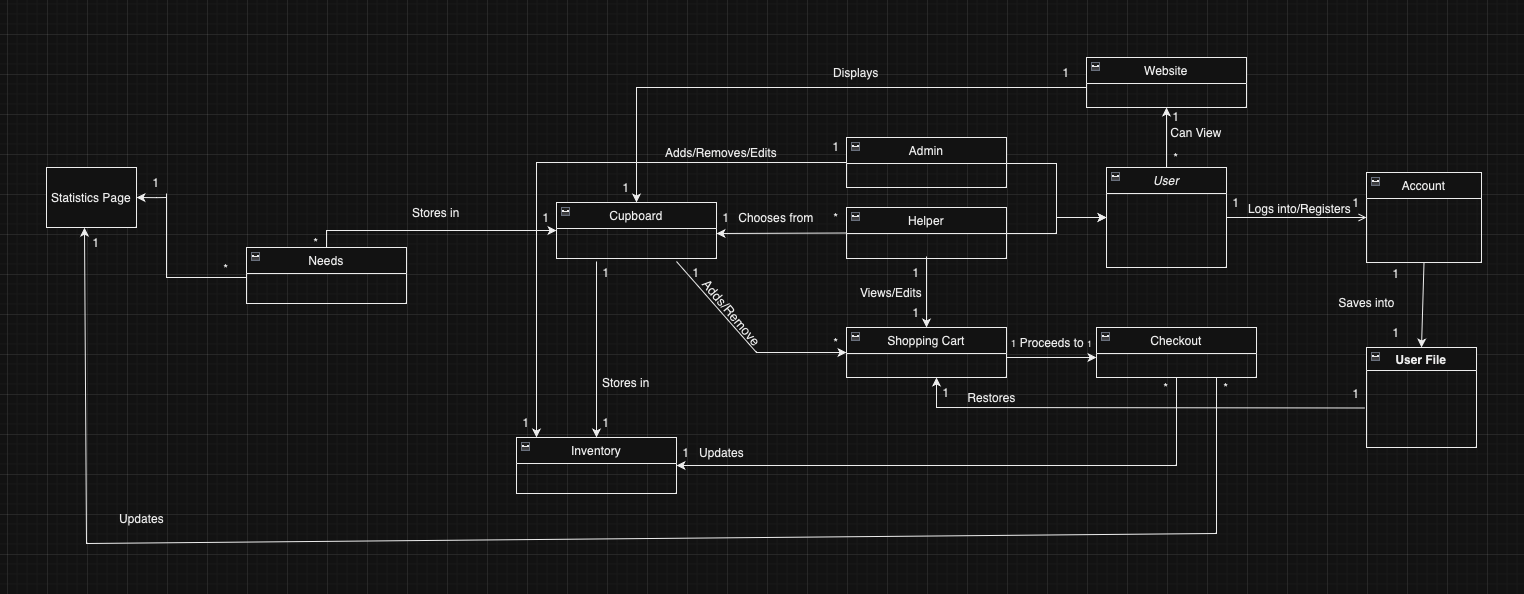 Website
Displays
1
1
Can View
*
Admin
1
Adds/Removes/Edits
User
Account
1
Logs into/Registers
1
Statistics Page
1
1
Stores in
1
1
Cupboard
1
Chooses from
*
Helper
*
Needs
*
1
1
1
Adds/Remove
Views/Edits
1
*
Shopping Cart
1
Proceeds to
1
Checkout
1
Saves into
1
User File
*
*
1
Restores
1
Stores in
1
1
Inventory
1
Updates
Updates